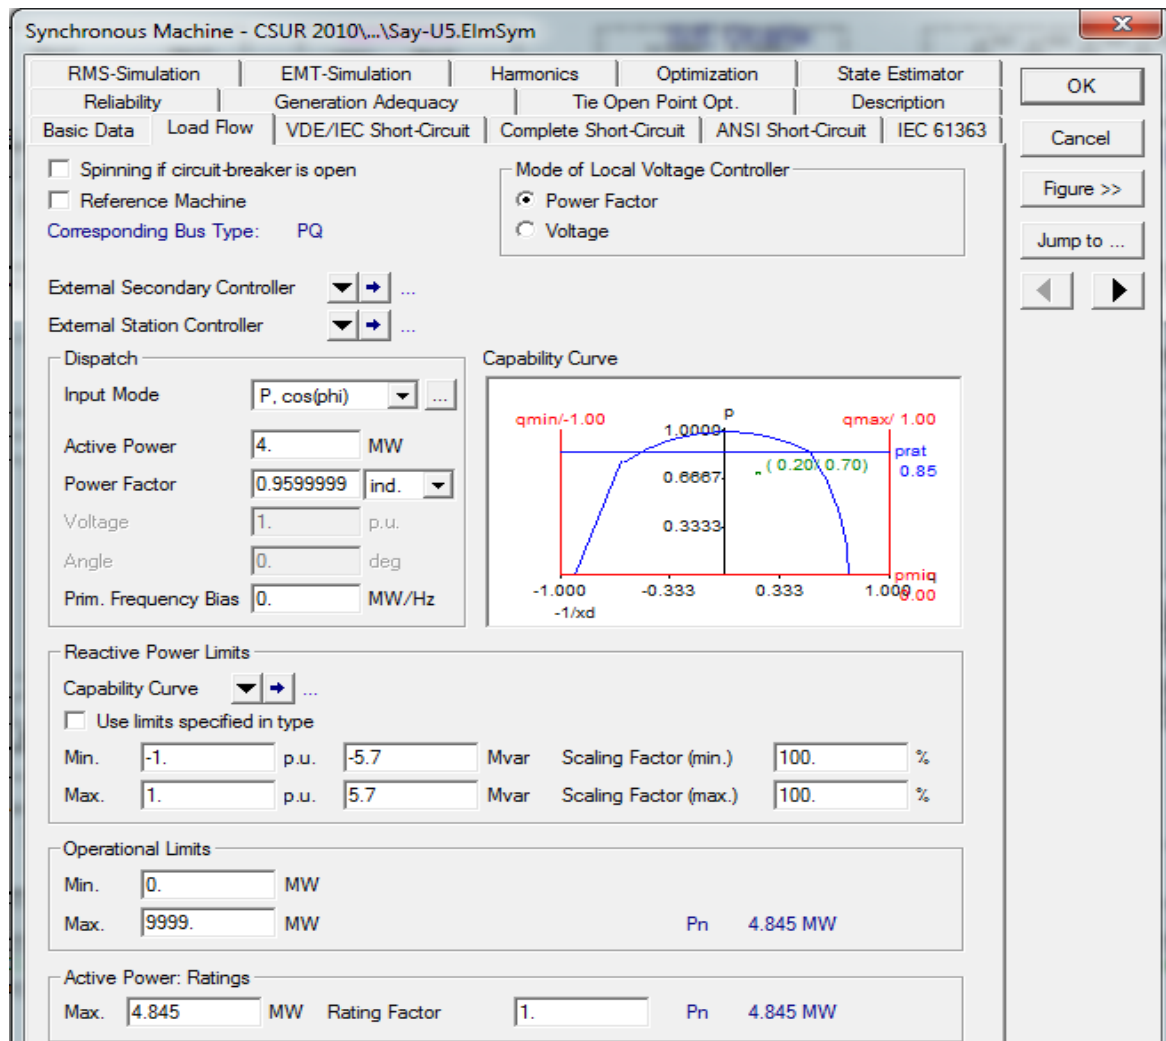 Synchronous Machine - CSUR 2010\...\Say-U5.ElmSym
RMS-Simulation EMT-Simulation Harmonics Optimization State Estimator
Reliability Generation Adequacy Tie Open Point Opt. Description
Basic Data Load Flow VDE/IEC Short-Circuit Complete Short-Circuit ANSI Short-Circuit IEC 61363
OK
Cancel
Figure >>
Jump to ...
Spinning if circuit-breaker is open
Reference Machine
Corresponding Bus Type: PQ
Mode of Local Voltage Controller
Power Factor
Voltage
External Secondary Controller ...
External Station Controller ...
Dispatch
Input Mode P, cos(phi) ...
Active Power 4. MW
Power Factor 0.9599999 ind.
Voltage 1. p.u.
Angle 0. deg
Prim. Frequency Bias 0. MW/Hz
Capability Curve
qmin/-1.00 p qmax/ 1.00
1.0000
prat
( 0.20/ 0.70) 0.85
0.6667
0.3333
pmiq
-1.000 -0.333 0.333 1.000 0.00
-1/xd
Reactive Power Limits
Capability Curve ...
Use limits specified in type
Min. -1. p.u. -5.7 Mvar Scaling Factor (min.) 100. %
Max. 1. p.u. 5.7 Mvar Scaling Factor (max.) 100. %
Operational Limits
Min. 0. MW
Max. 9999. MW Pn 4.845 MW
Active Power: Ratings
Max. 4.845 MW Rating Factor 1. Pn 4.845 MW